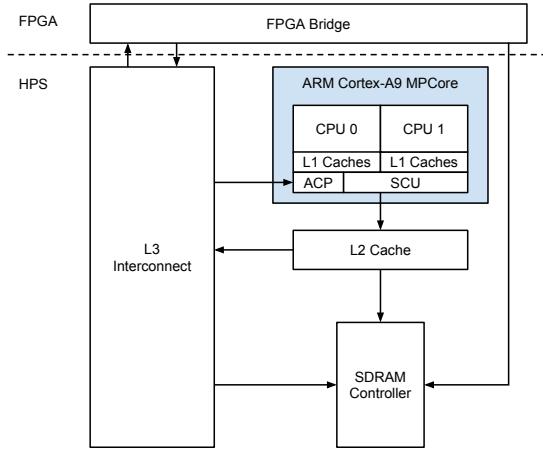 FPGA
FPGA Bridge
HPS
ARM Cortex-A9 MPCore
CPU 0
CPU 1
L1 Caches
L1 Caches
ACP
SCU
L3
Interconnect
L2 Cache
SDRAM
Controller